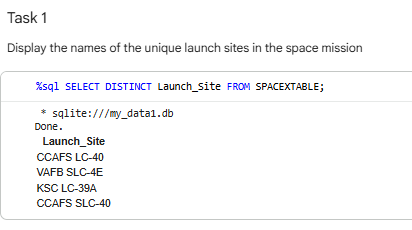 Task 1
Display the names of the unique launch sites in the space mission
%sql SELECT DISTINCT Launch_Site FROM SPACEXTABLE;
* sqlite:///my_data1.db
Done.
Launch_Site
CCAFS LC-40
VAFB SLC-4E
KSC LC-39A
CCAFS SLC-40